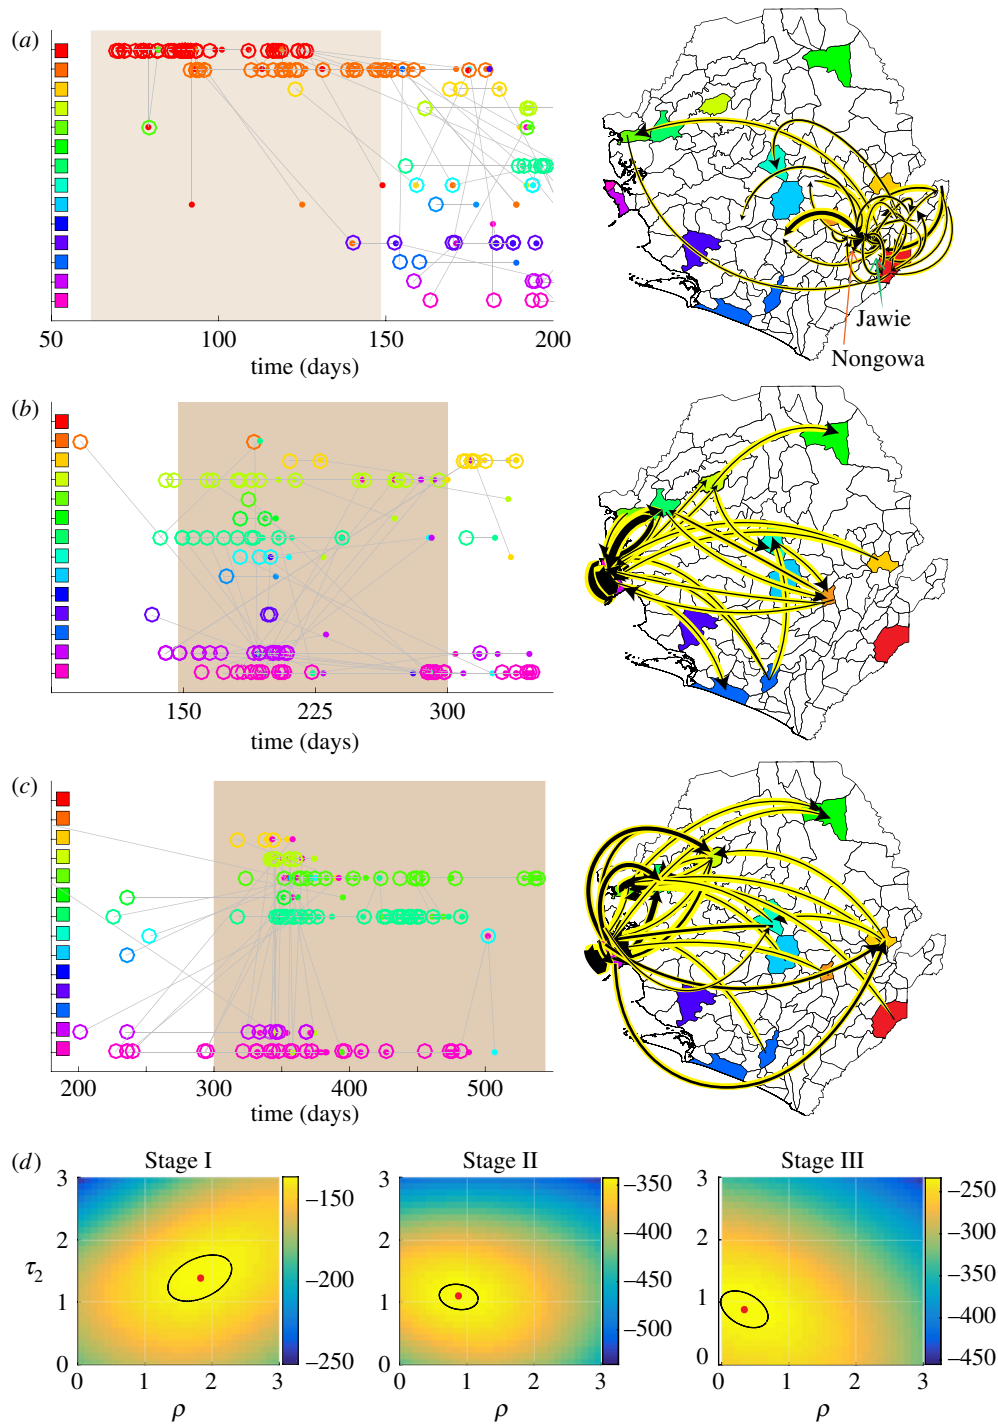 (a)
50 100 150 200
time (days)
Jawie
Nongowa
(b)
150 225 300
time (days)
(c)
200 300 400 500
time (days)
(d)
Stage I
Stage II
Stage III
3
2
1
0
τ2
0 1 2 3
ρ
–150
–200
–250
3
2
1
0
0 1 2 3
ρ
–350
–400
–450
–500
3
2
1
0
0 1 2 3
ρ
–250
–300
–350
–400
–450